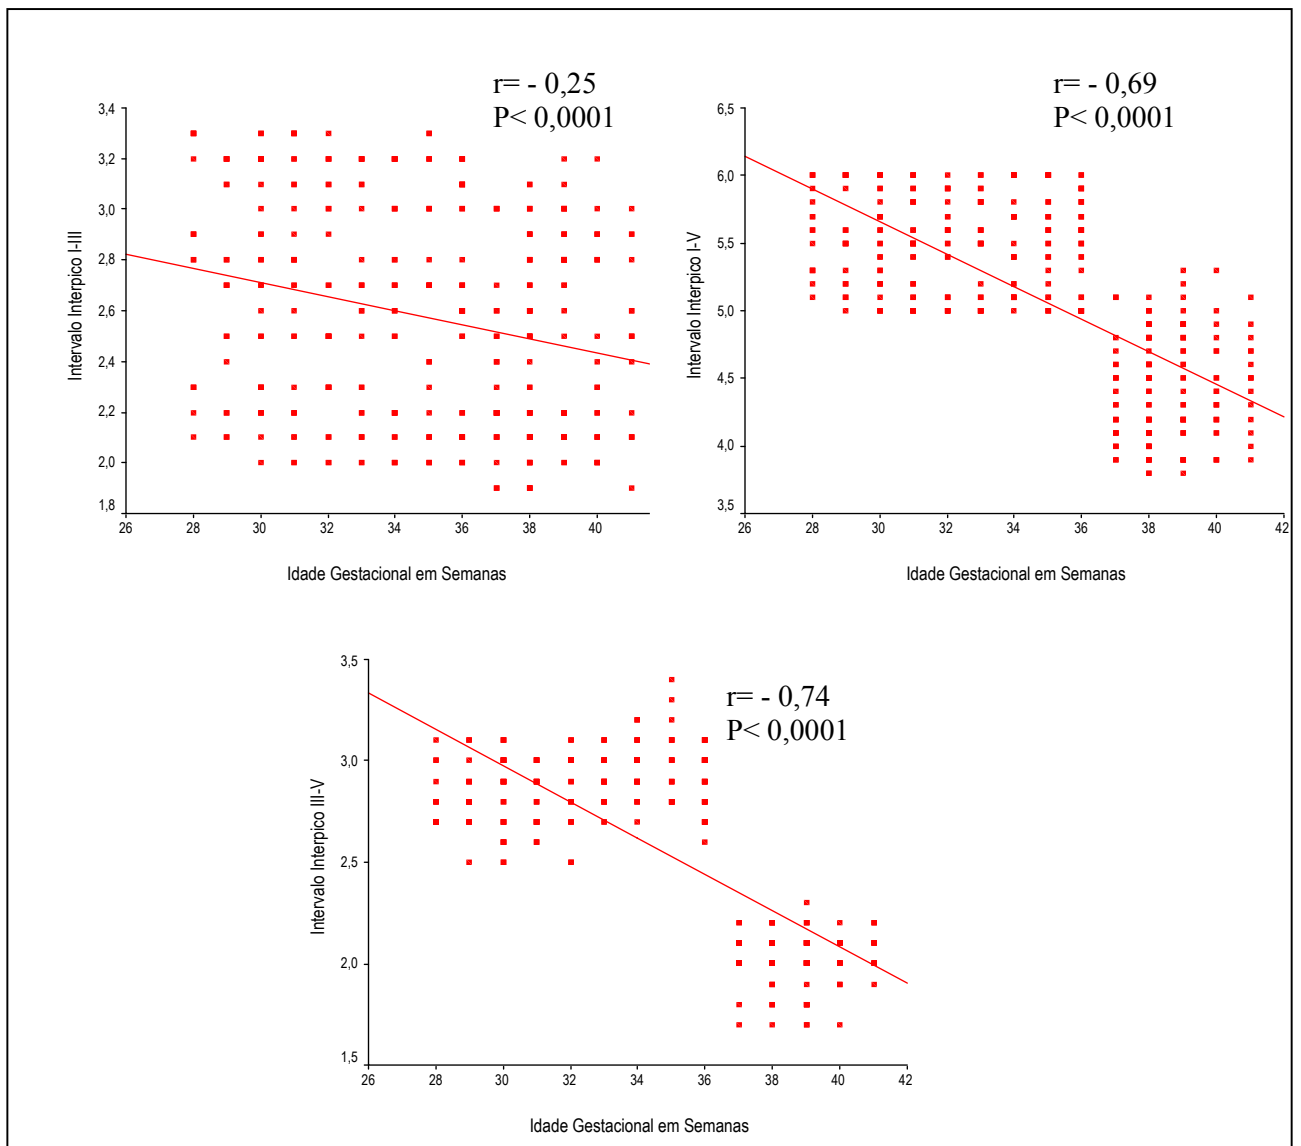 r= - 0,25
P< 0,0001
Intervalo Interpico I-III
3,4
3,2
3,0
2,8
2,6
2,4
2,2
2,0
1,8
26 28 30 32 34 36 38 40
Idade Gestacional em Semanas
r= - 0,69
P< 0,0001
Intervalo Interpico I-V
6,5
6,0
5,5
5,0
4,5
4,0
3,5
26 28 30 32 34 36 38 40 42
Idade Gestacional em Semanas
r= - 0,74
P< 0,0001
Intervalo Interpico III-V
3,5
3,0
2,5
2,0
1,5
26 28 30 32 34 36 38 40 42
Idade Gestacional em Semanas